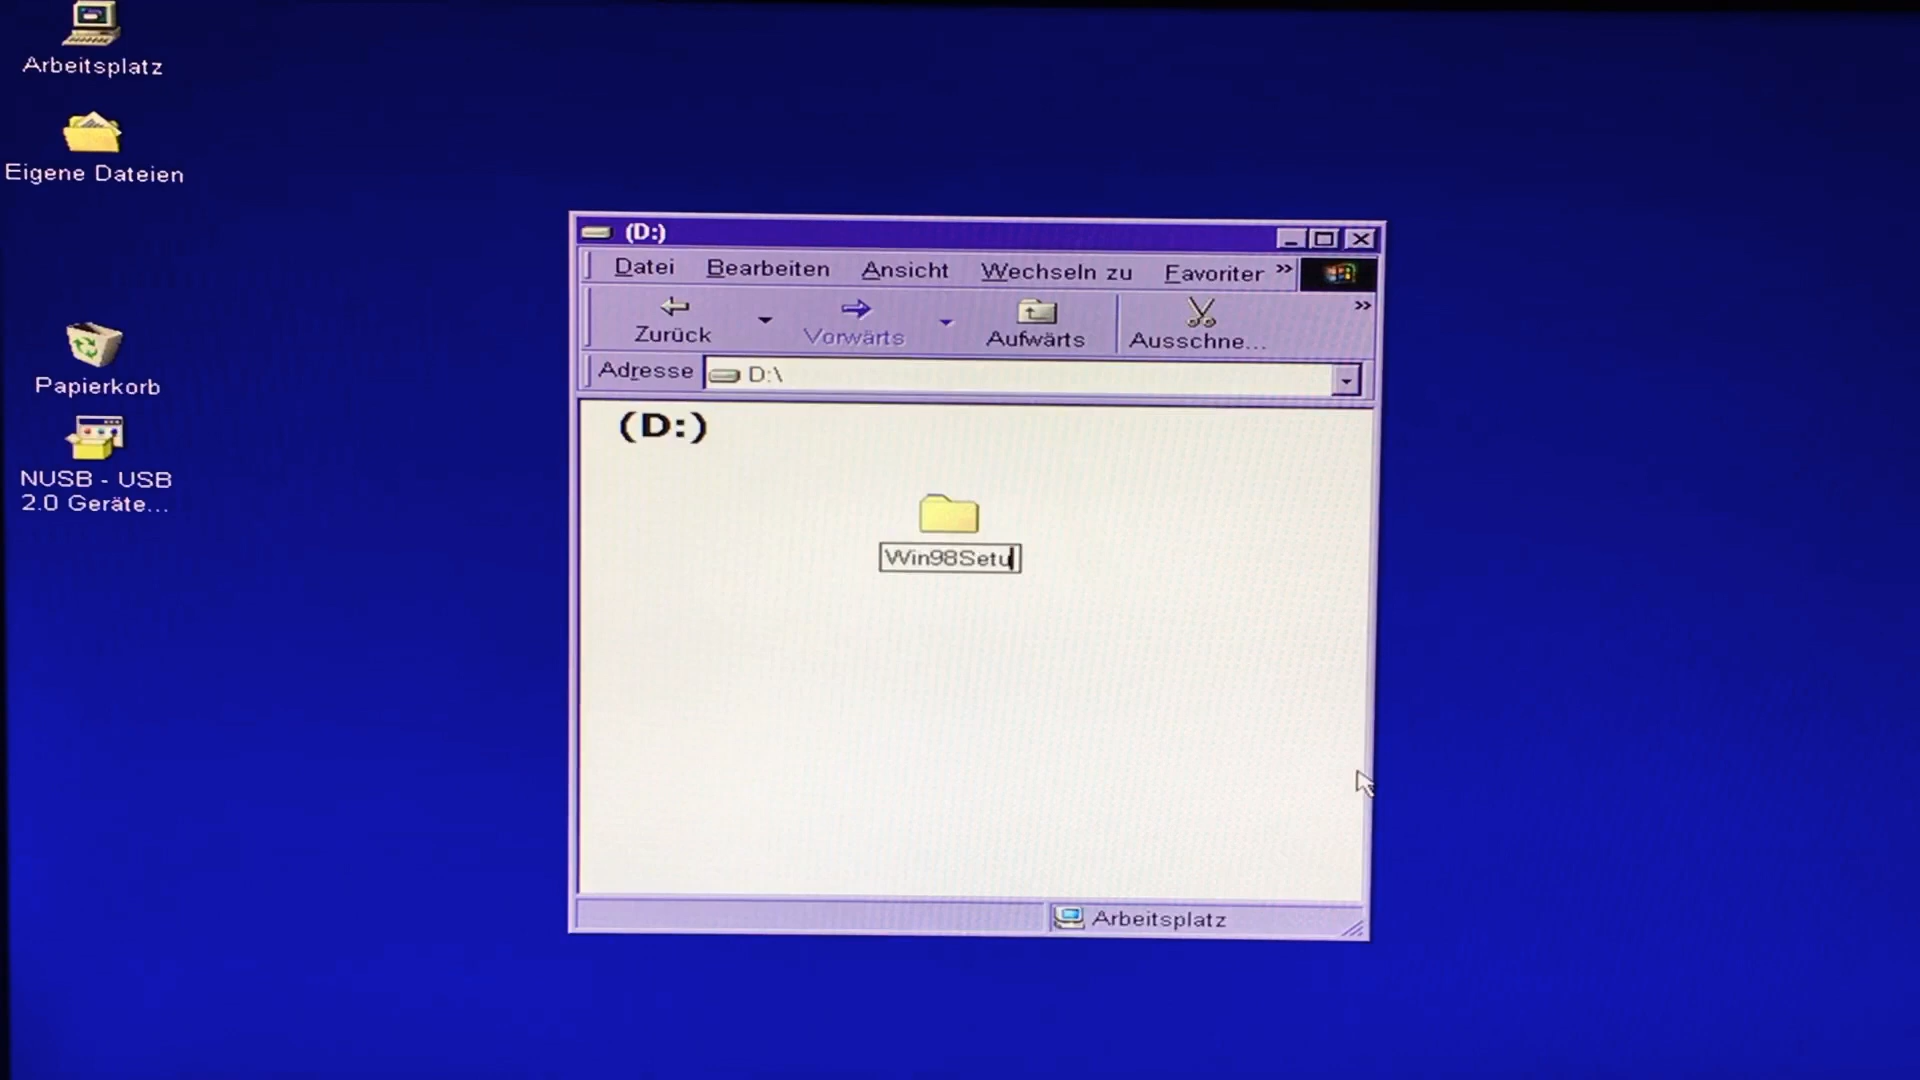 Arbeitsplatz
Eigene Dateien
Papierkorb
NUSB - USB
2.0 Geräte...
(D:)
Datei Bearbeiten Ansicht Wechseln zu Favoriter »
Zurück Vorwärts Aufwärts Ausschne... »
Adresse D:\
(D:)
Win98Setu
Arbeitsplatz